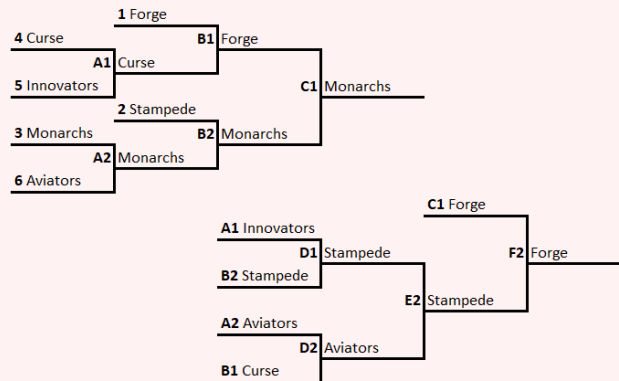 1 Forge
4 Curse
B1 Forge
A1 Curse
5 Innovators
C1 Monarchs
2 Stampede
3 Monarchs
B2 Monarchs
A2 Monarchs
6 Aviators
C1 Forge
A1 Innovators
D1 Stampede
F2 Forge
B2 Stampede
E2 Stampede
A2 Aviators
D2 Aviators
B1 Curse